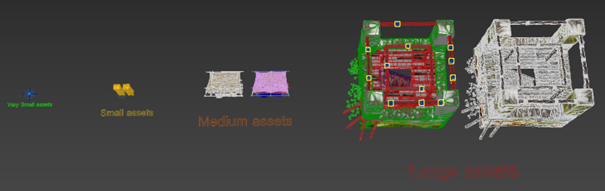 Very Small assets
Small assets
Medium assets
Large assets